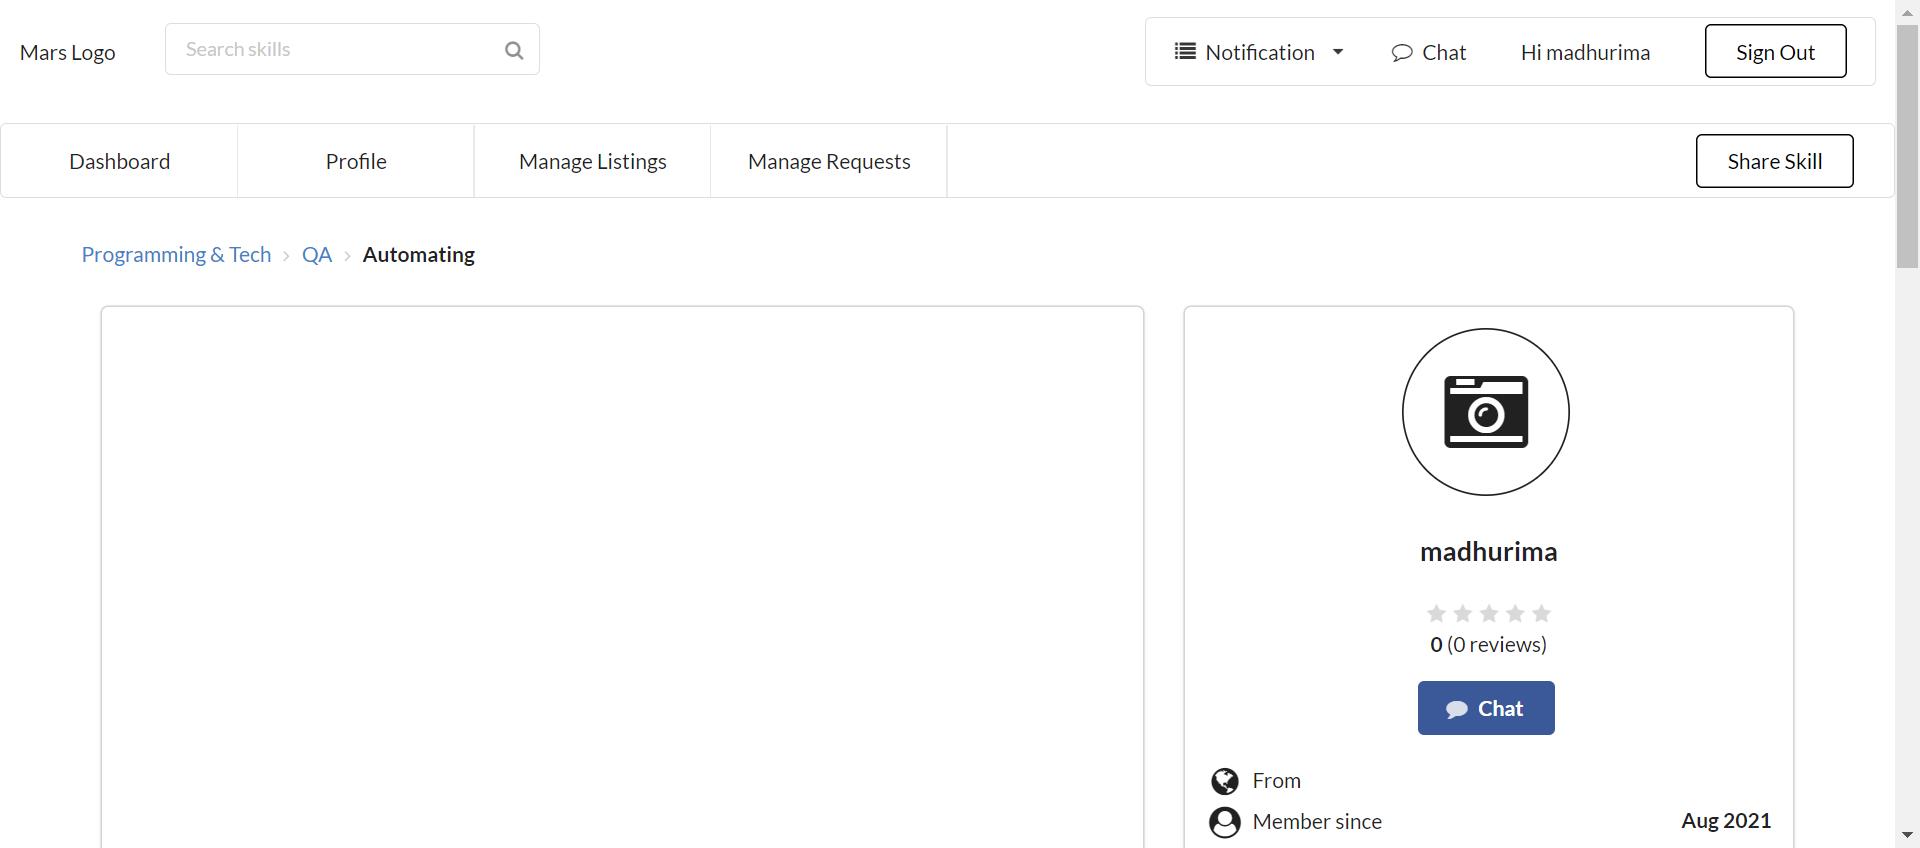 Mars Logo
Search skills
Notification
Chat
Hi madhurima
Sign Out
Dashboard
Profile
Manage Listings
Manage Requests
Share Skill
Programming & Tech › QA › Automating
madhurima
0 (0 reviews)
Chat
From
Member since Aug 2021